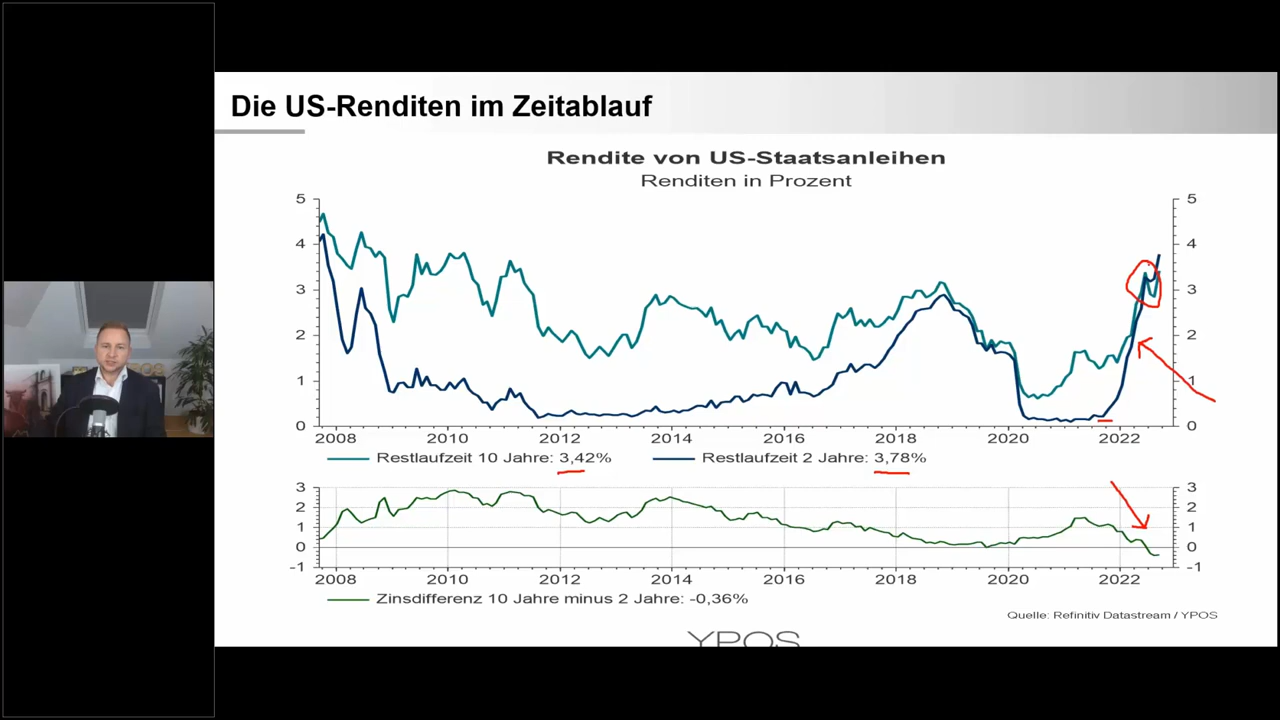 Die US-Renditen im Zeitablauf
Rendite von US-Staatsanleihen
Renditen in Prozent
5 5
4 4
3 3
2 2
1 1
0 0
2008 2010 2012 2014 2016 2018 2020 2022
Restlaufzeit 10 Jahre: 3,42% Restlaufzeit 2 Jahre: 3,78%
3 3
2 2
1 1
0 0
-1 -1
2008 2010 2012 2014 2016 2018 2020 2022
Zinsdifferenz 10 Jahre minus 2 Jahre: -0,36%
Quelle: Refinitiv Datastream / YPOS
YPOS